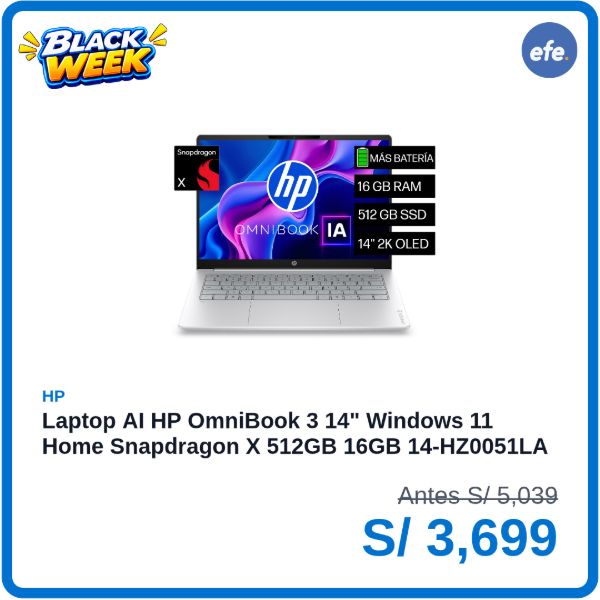 BLACK
WEEK
efe.
Snapdragon
X
hp
OMNIBOOK IA
MÁS BATERÍA
16 GB RAM
512 GB SSD
14" 2K OLED
HP
Laptop AI HP OmniBook 3 14" Windows 11
Home Snapdragon X 512GB 16GB 14-HZ0051LA
Antes S/ 5,039
S/ 3,699